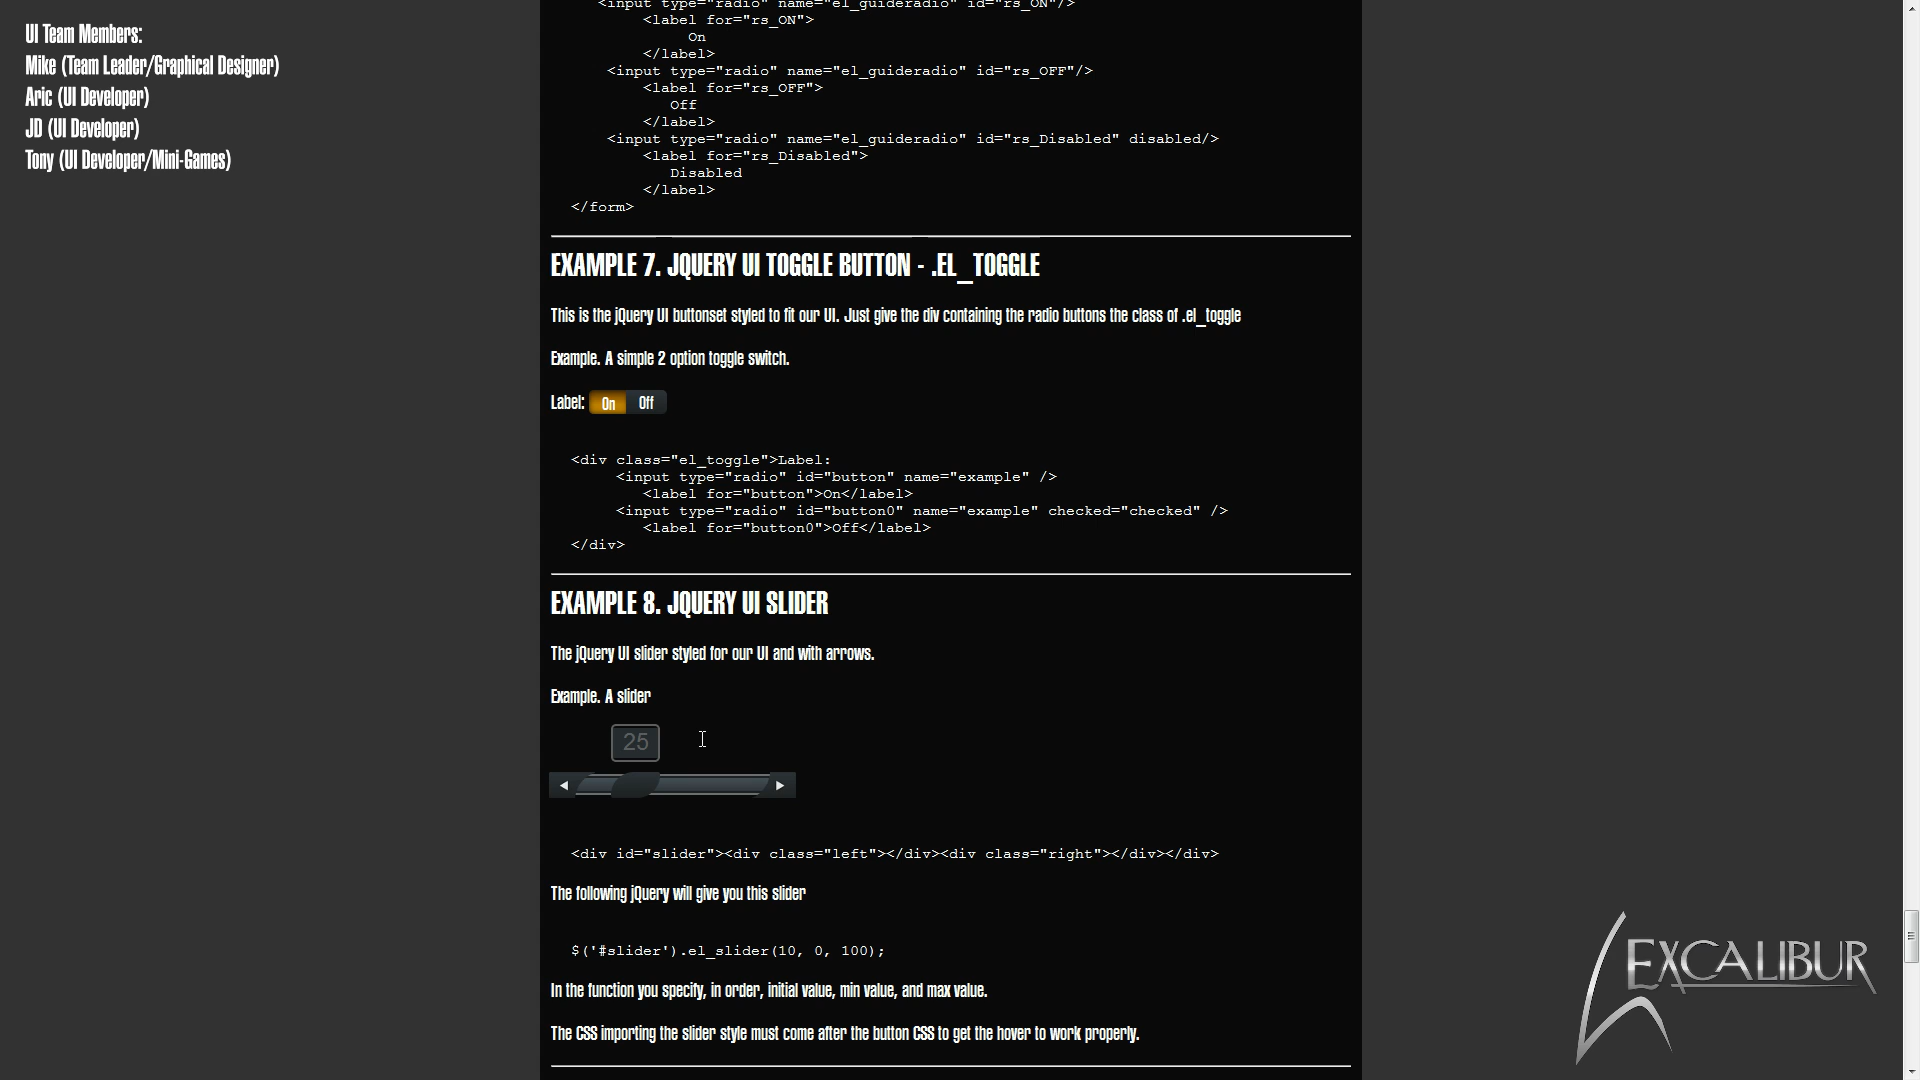 UI Team Members:
Mike (Team Leader/Graphical Designer)
Aric (UI Developer)
JD (UI Developer)
Tony (UI Developer/Mini-Games)
<input type="radio" name="el_guideradio" id="rs_ON"/>
<label for="rs_ON">
On
</label>
<input type="radio" name="el_guideradio" id="rs_OFF"/>
<label for="rs_OFF">
Off
</label>
<input type="radio" name="el_guideradio" id="rs_Disabled" disabled/>
<label for="rs_Disabled">
Disabled
</label>
</form>
EXAMPLE 7. JQUERY UI TOGGLE BUTTON - .EL_TOGGLE
This is the jQuery UI buttonset styled to fit our UI. Just give the div containing the radio buttons the class of .el_toggle
Example. A simple 2 option toggle switch.
Label: On Off
<div class="el_toggle">Label:
<input type="radio" id="button" name="example" />
<label for="button">On</label>
<input type="radio" id="button0" name="example" checked="checked" />
<label for="button0">Off</label>
</div>
EXAMPLE 8. JQUERY UI SLIDER
The jQuery UI slider styled for our UI and with arrows.
Example. A slider
25
<div id="slider"><div class="left"></div><div class="right"></div></div>
The following jQuery will give you this slider
$('#slider').el_slider(10, 0, 100);
In the function you specify, in order, initial value, min value, and max value.
The CSS importing the slider style must come after the button CSS to get the hover to work properly.
EXCALIBUR